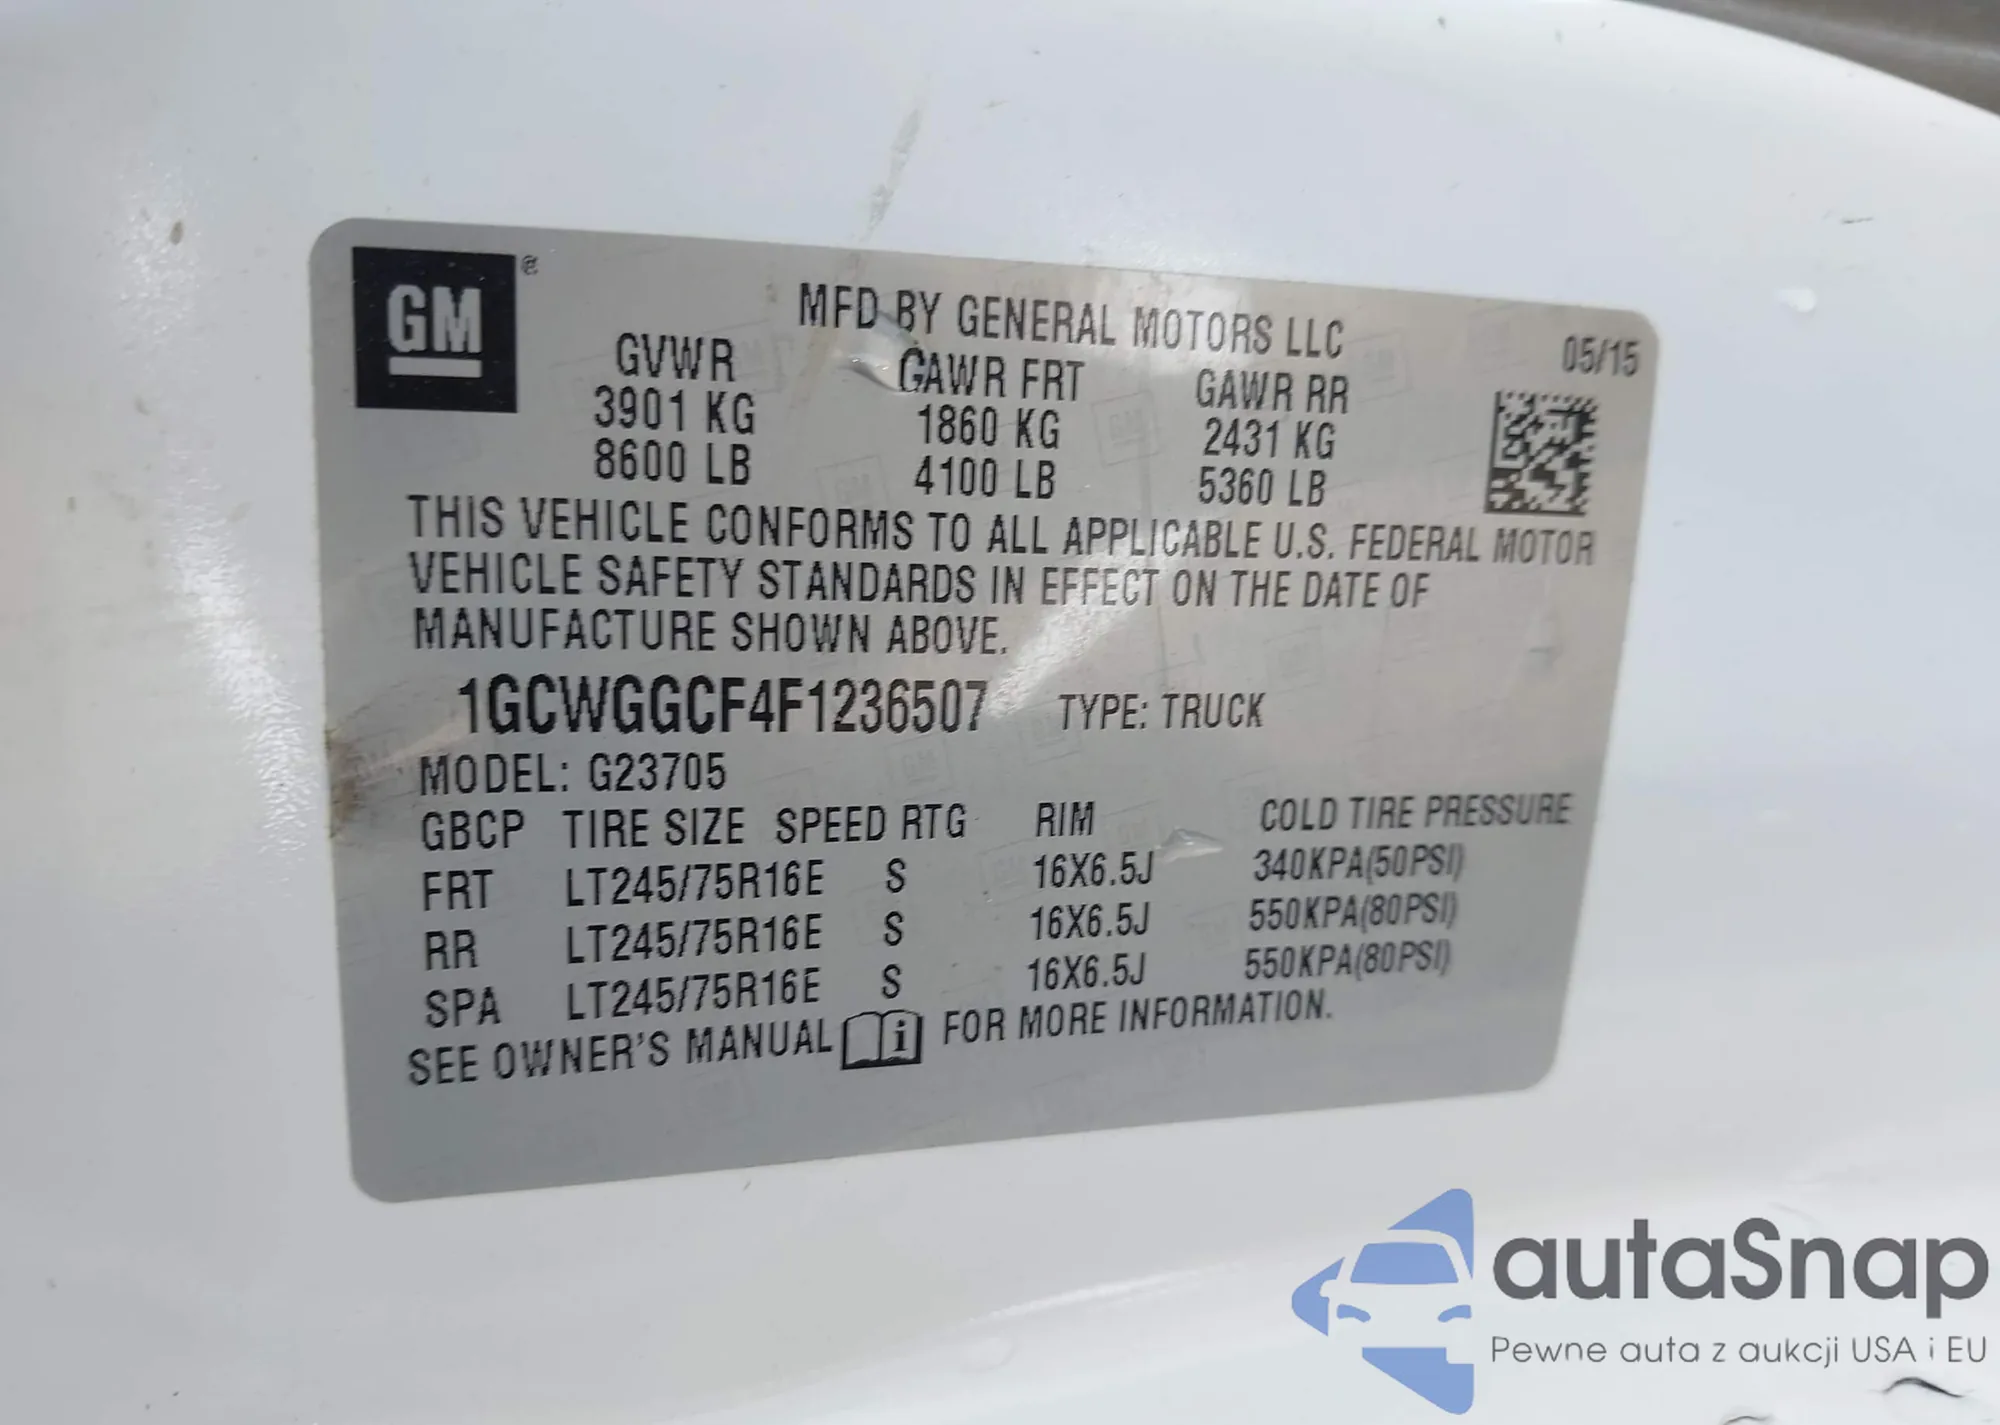 GM
®
MFD BY GENERAL MOTORS LLC
05/15
GVWR GAWR FRT GAWR RR
3901 KG 1860 KG 2431 KG
8600 LB 4100 LB 5360 LB
THIS VEHICLE CONFORMS TO ALL APPLICABLE U.S. FEDERAL MOTOR
VEHICLE SAFETY STANDARDS IN EFFECT ON THE DATE OF
MANUFACTURE SHOWN ABOVE.
1GCWGGCF4F1236507 TYPE: TRUCK
MODEL: G23705
GBCP TIRE SIZE SPEED RTG RIM COLD TIRE PRESSURE
FRT LT245/75R16E S 16X6.5J 340KPA(50PSI)
RR LT245/75R16E S 16X6.5J 550KPA(80PSI)
SPA LT245/75R16E S 16X6.5J 550KPA(80PSI)
SEE OWNER'S MANUAL i FOR MORE INFORMATION.
autaSnap
Pewne auta z aukcji USA i EU